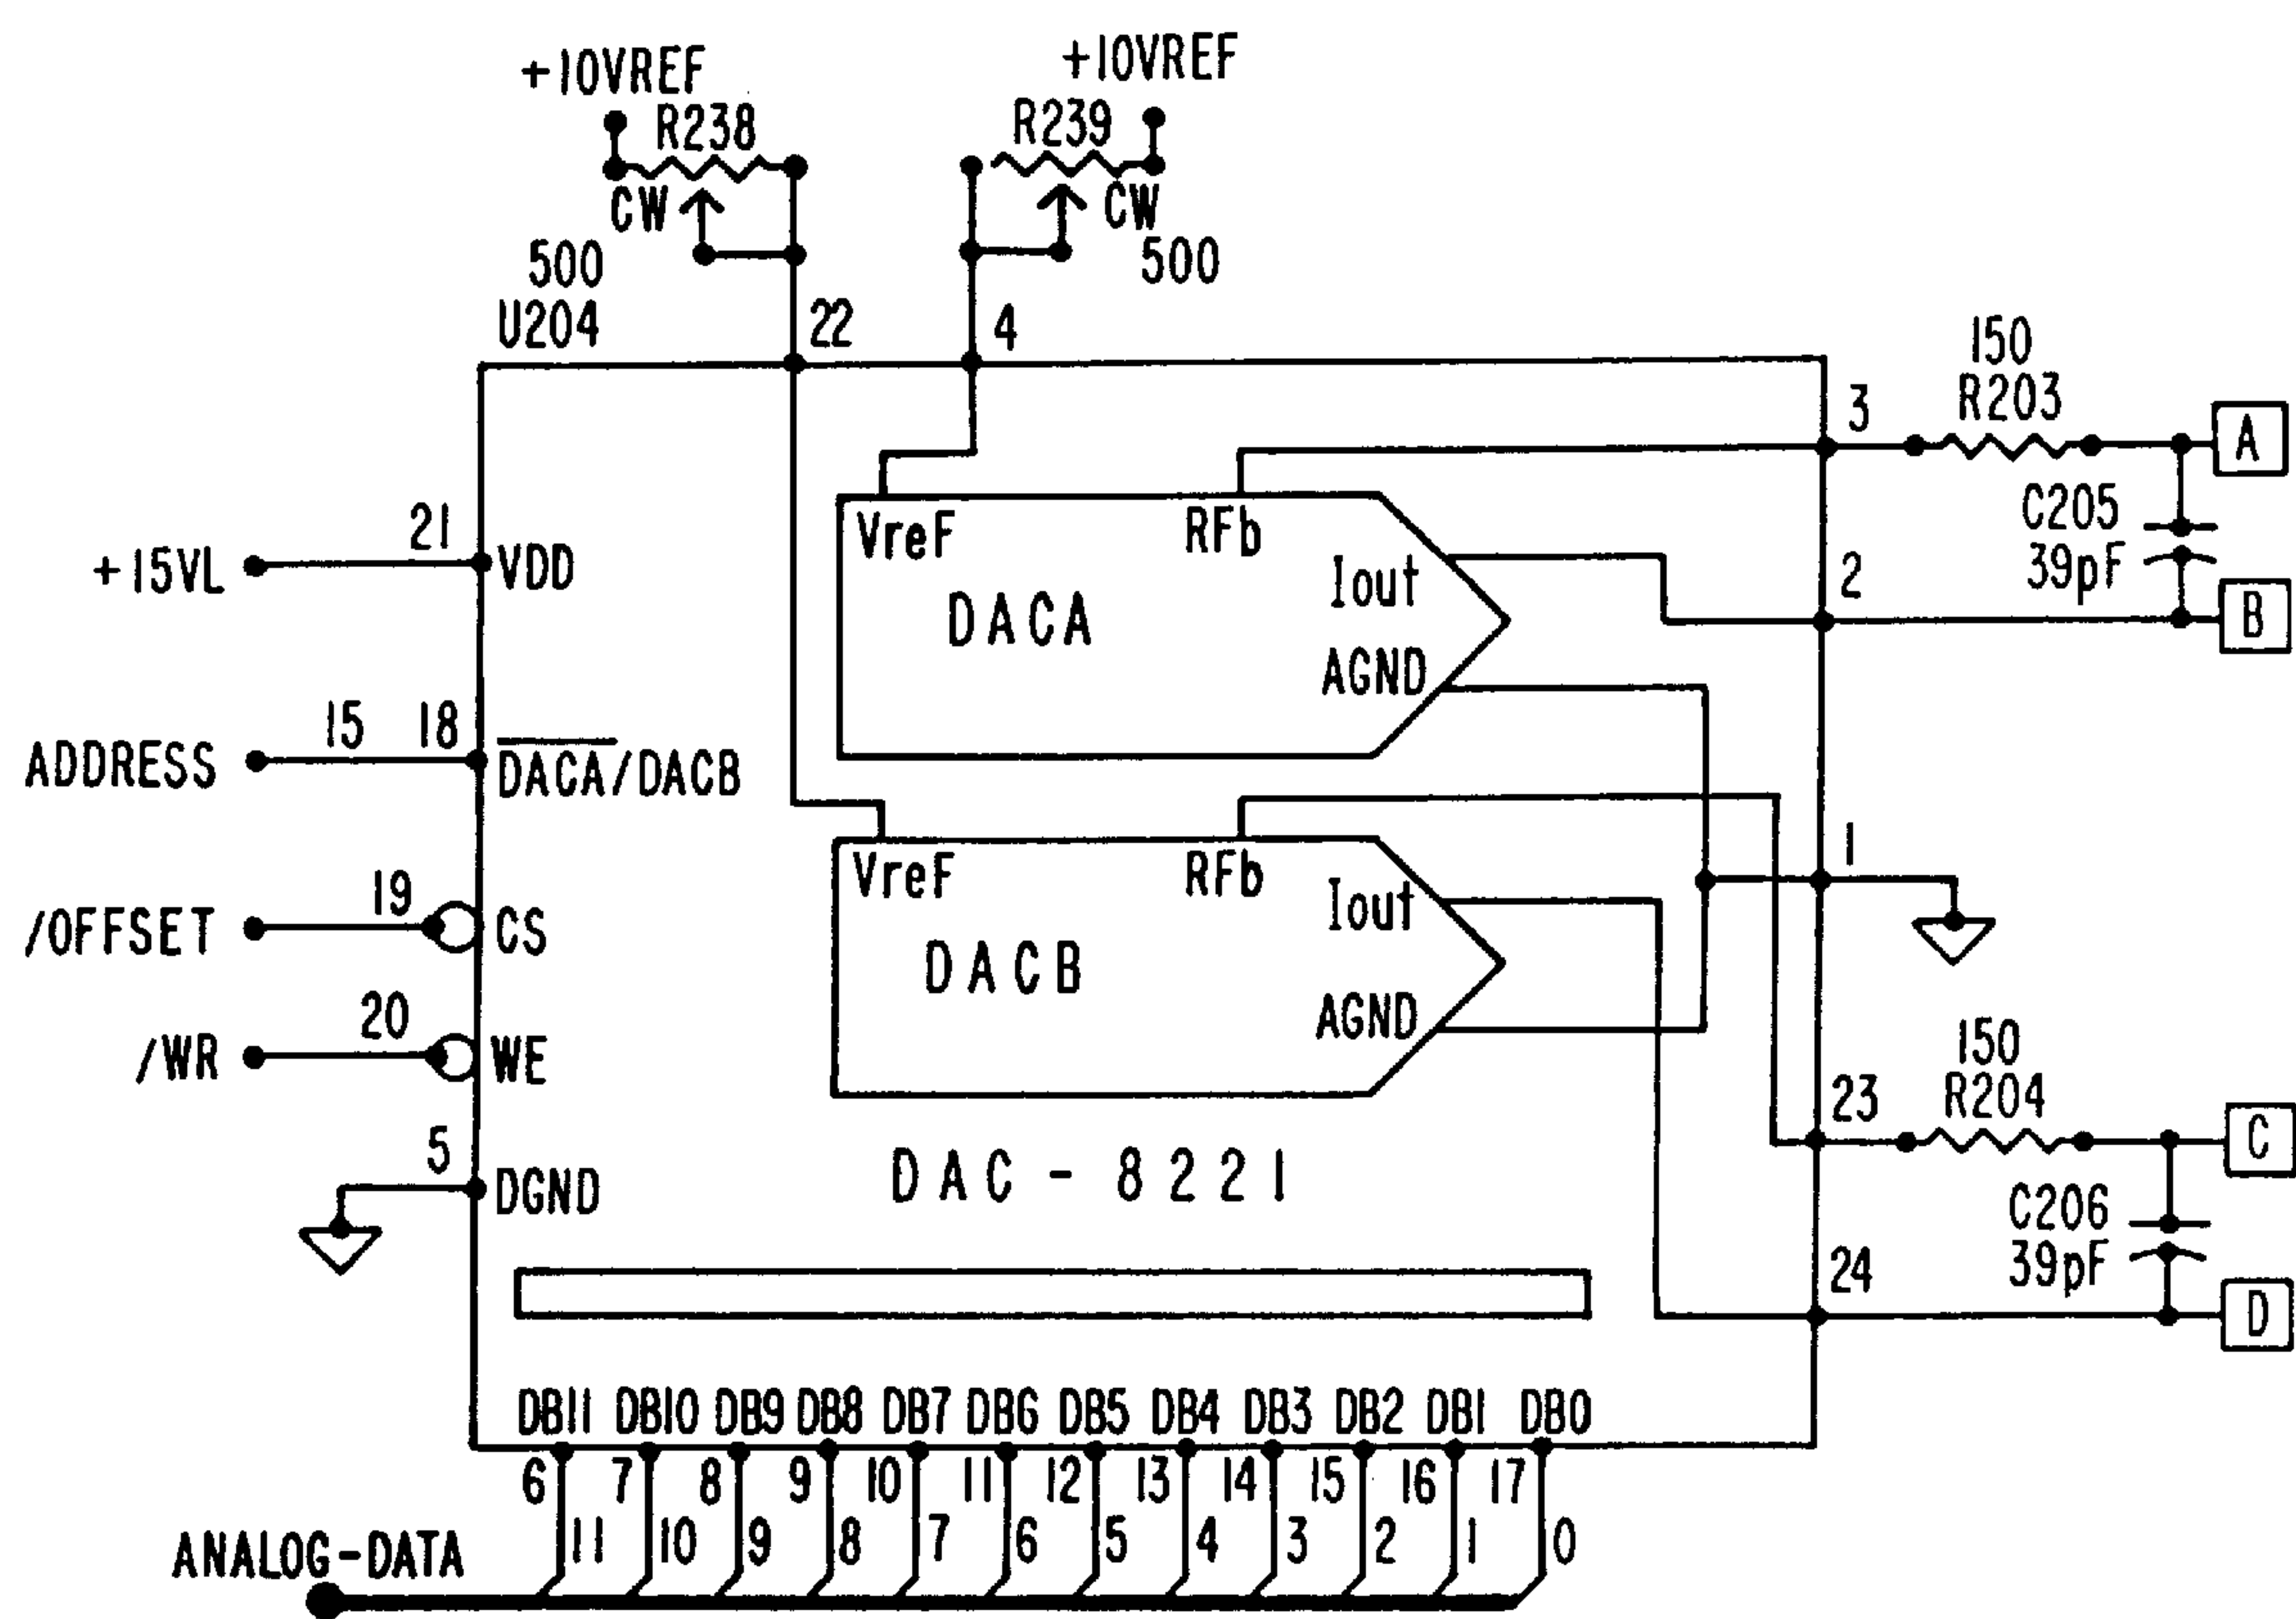 +10VREF
+10VREF
R238
R239
CW
CW
500
500
U204
22
4
150
R203
3
A
21
+15VL
VDD
VreF
RFb
Iout
DACA
AGND
C205
39pF
2
B
15
18
ADDRESS
DACA/DACB
1
19
/OFFSET
CS
VreF
RFb
Iout
DACB
AGND
20
/WR
WE
150
R204
23
C
5
DGND
DAC-8221
C206
39pF
24
D
DB11 DB10 DB9 DB8 DB7 DB6 DB5 DB4 DB3 DB2 DB1 DB0
6 7 8 9 10 11 12 13 14 15 16 17
11 10 9 8 7 6 5 4 3 2 1 0
ANALOG-DATA